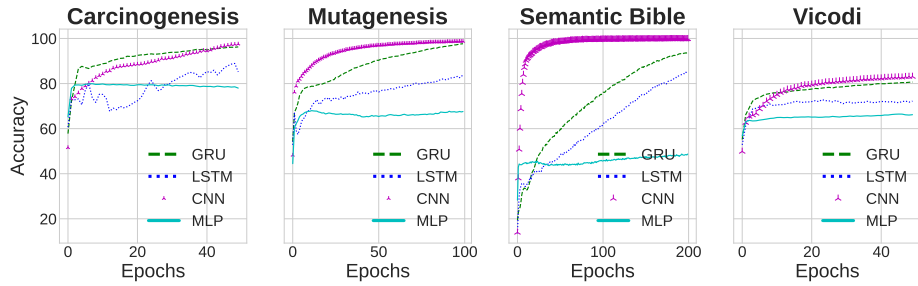 Carcinogenesis Mutagenesis Semantic Bible Vicodi
Accuracy
100
80
60
40
20
GRU
LSTM
CNN
MLP
0 20 40
Epochs
GRU
LSTM
CNN
MLP
0 50 100
Epochs
GRU
LSTM
CNN
MLP
0 100 200
Epochs
GRU
LSTM
CNN
MLP
0 20 40
Epochs